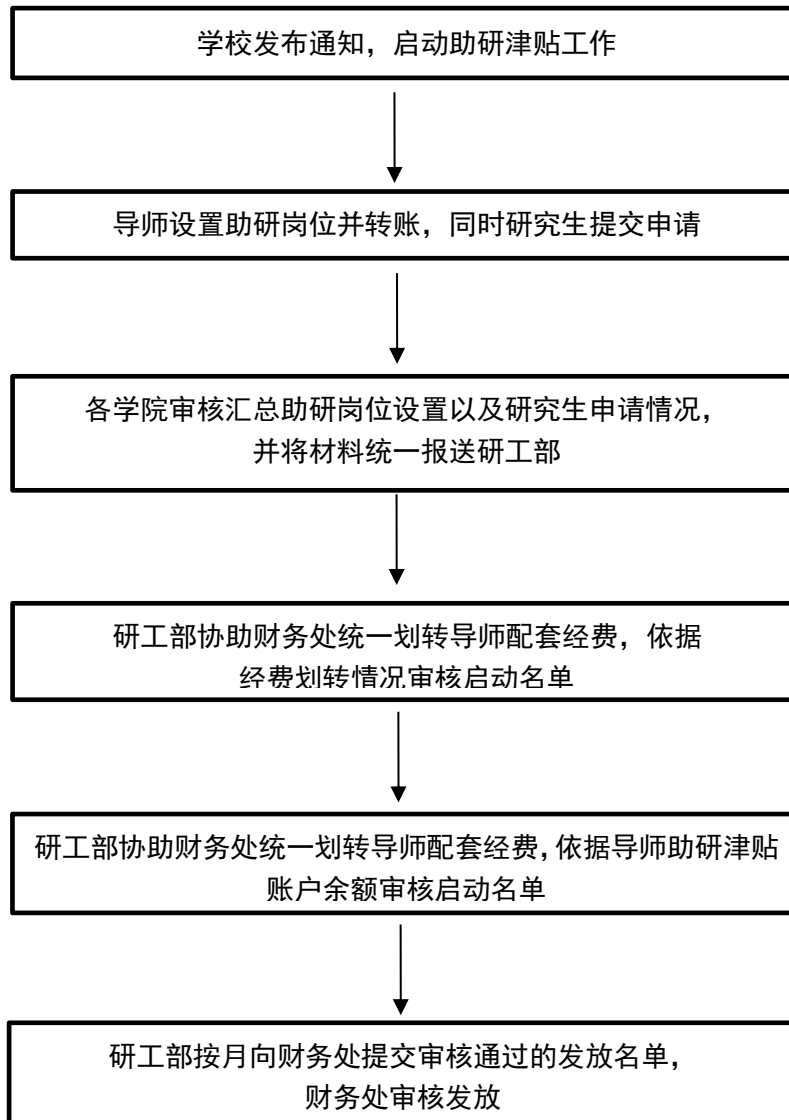 学校发布通知，启动助研津贴工作
导师设置助研岗位并转账，同时研究生提交申请
各学院审核汇总助研岗位设置以及研究生申请情况，
并将材料统一报送研工部
研工部协助财务处统一划转导师配套经费，依据
经费划转情况审核启动名单
研工部协助财务处统一划转导师配套经费，依据导师助研津贴
账户余额审核启动名单
研工部按月向财务处提交审核通过的发放名单，
财务处审核发放